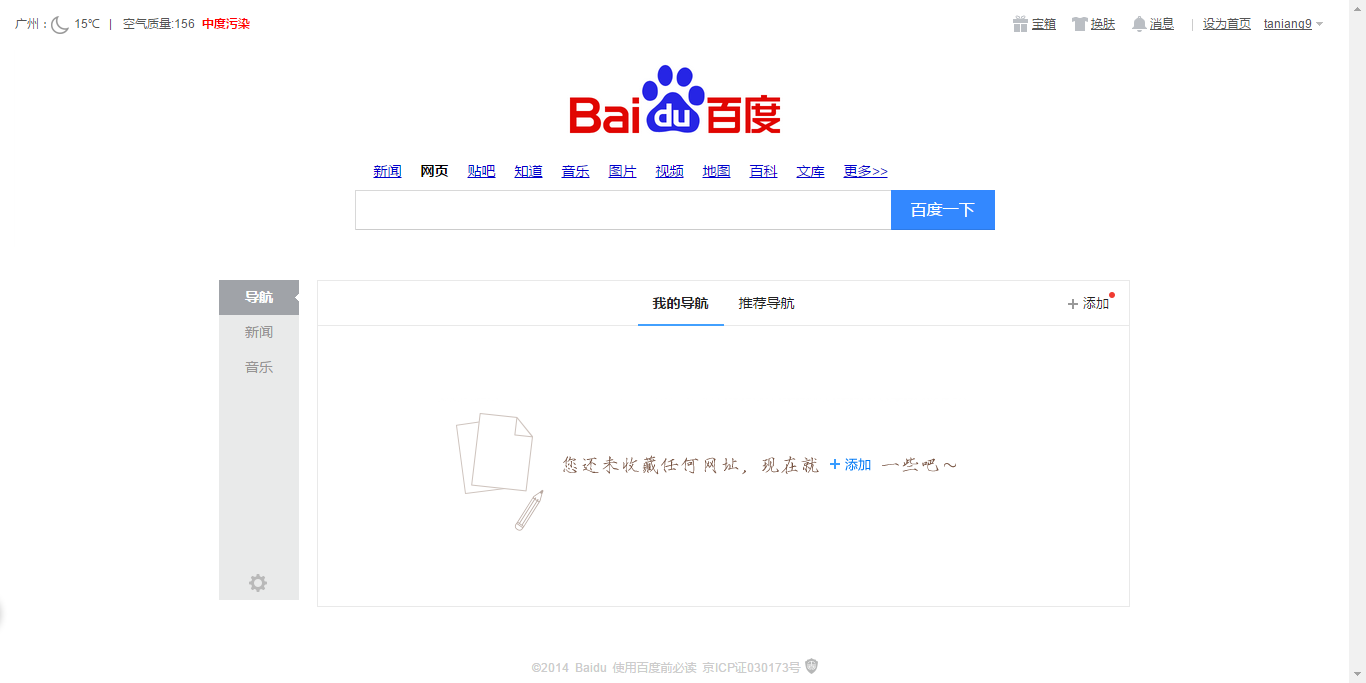 广州： 15℃ | 空气质量:156 中度污染 宝箱 换肤 消息 | 设为首页 taniang9
Bai du 百度
新闻 网页 贴吧 知道 音乐 图片 视频 地图 百科 文库 更多>>
百度一下
导航 我的导航 推荐导航 + 添加
新闻
音乐
您还未收藏任何网址，现在就 + 添加 一些吧～
©2014 Baidu 使用百度前必读 京ICP证030173号